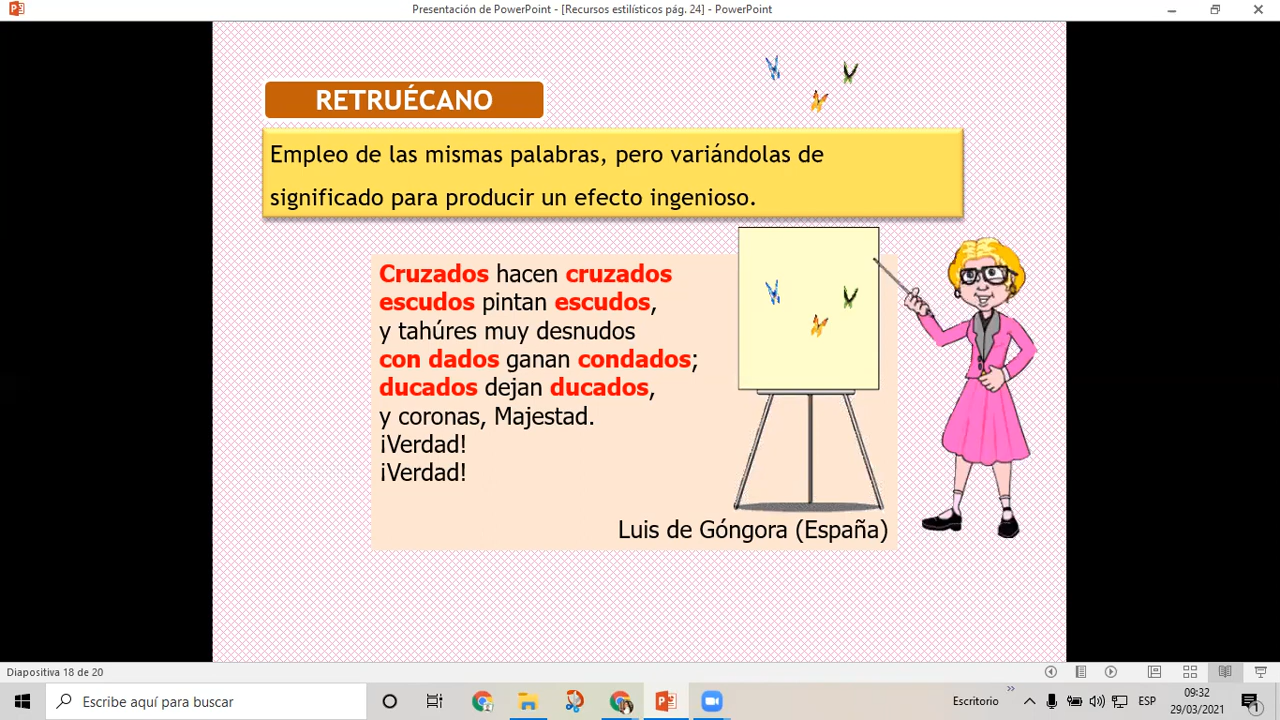 Presentación de PowerPoint - [Recursos estilísticos pág. 24] - PowerPoint
RETRUÉCANO
Empleo de las mismas palabras, pero variándolas de
significado para producir un efecto ingenioso.
Cruzados hacen cruzados
escudos pintan escudos,
y tahúres muy desnudos
con dados ganan condados;
ducados dejan ducados,
y coronas, Majestad.
¡Verdad!
¡Verdad!
Luis de Góngora (España)
Diapositiva 18 de 20
Escribe aquí para buscar
Escritorio
ESP
09:32
29/03/2021